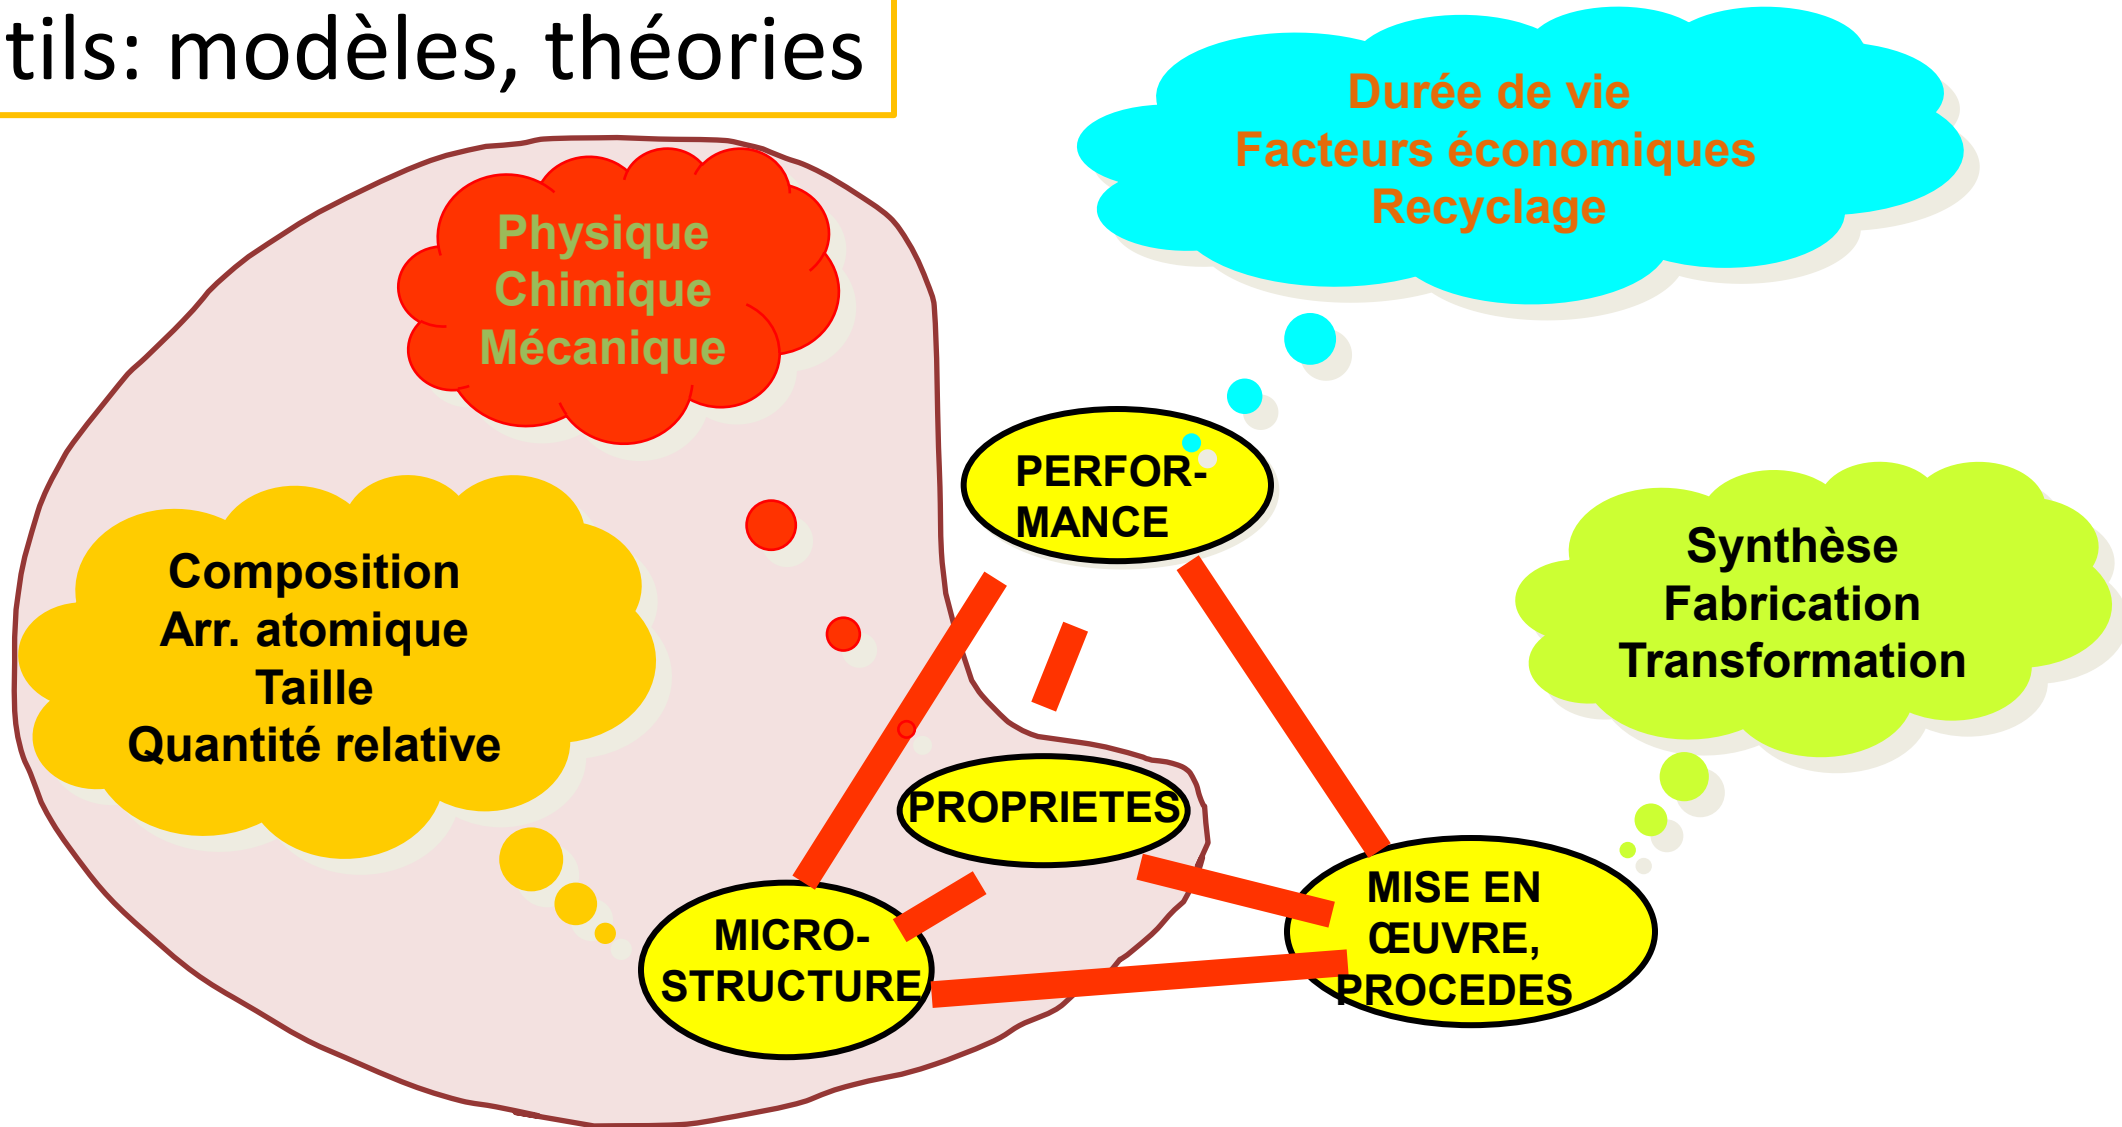 tils: modèles, théories
Durée de vie
Facteurs économiques
Recyclage
Physique
Chimique
Mécanique
PERFOR-
MANCE
Composition
Arr. atomique
Taille
Quantité relative
Synthèse
Fabrication
Transformation
PROPRIETES
MICRO-
STRUCTURE
MISE EN
ŒUVRE,
PROCEDES